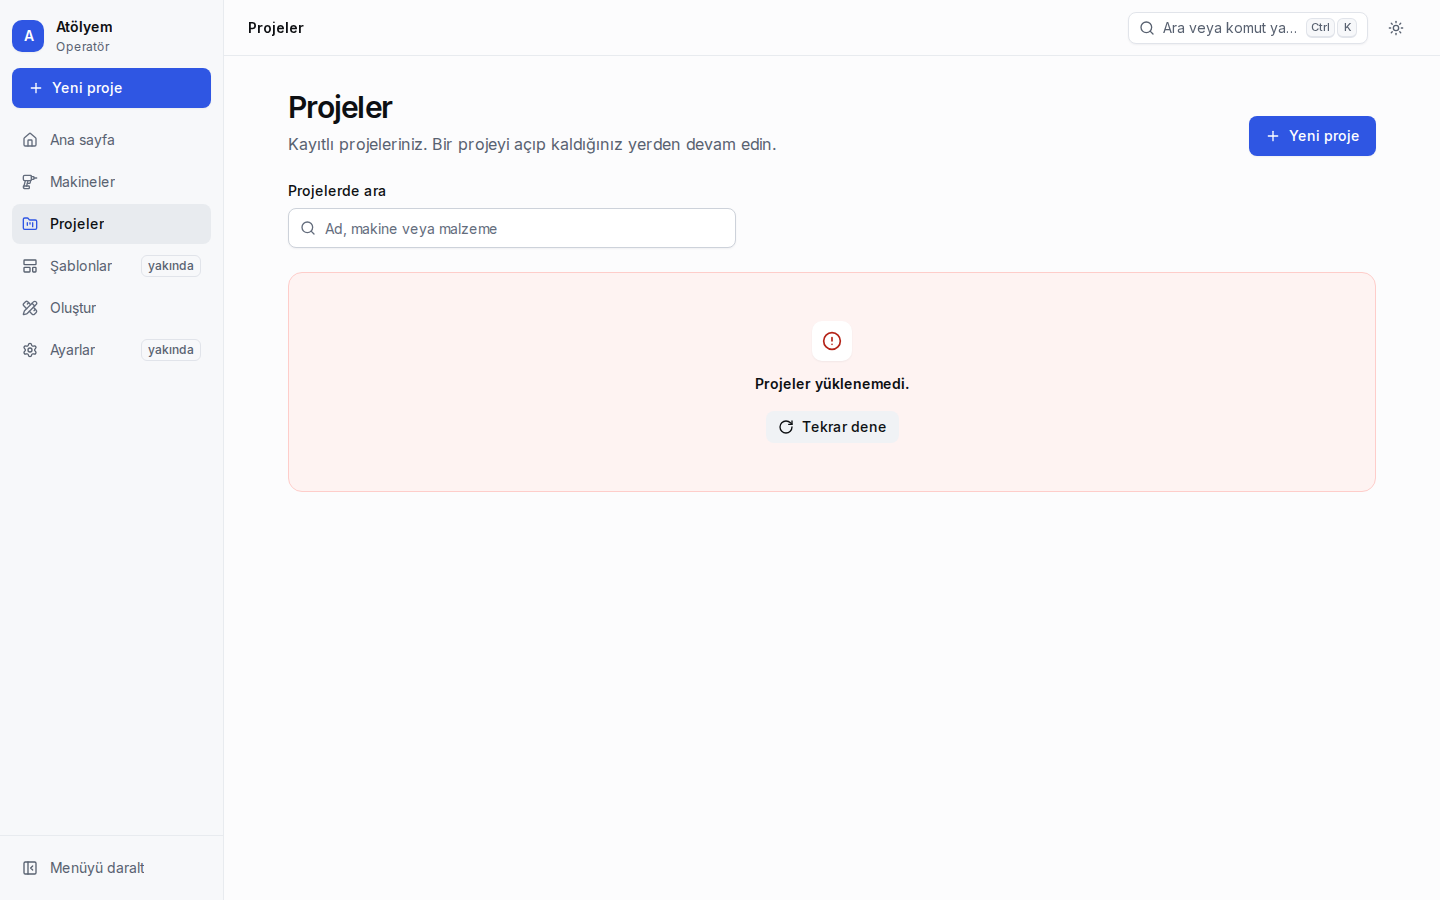 A
Atölyem
Operatör
Yeni proje
Ana sayfa
Makineler
Projeler
Şablonlar yakında
Oluştur
Ayarlar yakında
Menüyü daralt
Projeler
Ara veya komut ya… Ctrl K
Projeler
Kayıtlı projeleriniz. Bir projeyi açıp kaldığınız yerden devam edin.
Yeni proje
Projelerde ara
Ad, makine veya malzeme
Projeler yüklenemedi.
Tekrar dene